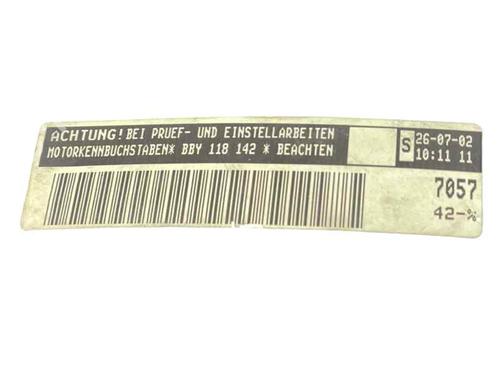 ACHTUNG! BEI PRUEF- UND EINSTELLARBEITEN
MOTORKENNBUCHSTABEN* BBY 118 142 * BEACHTEN
S
26-07-02
10:11 11
7057
42-%